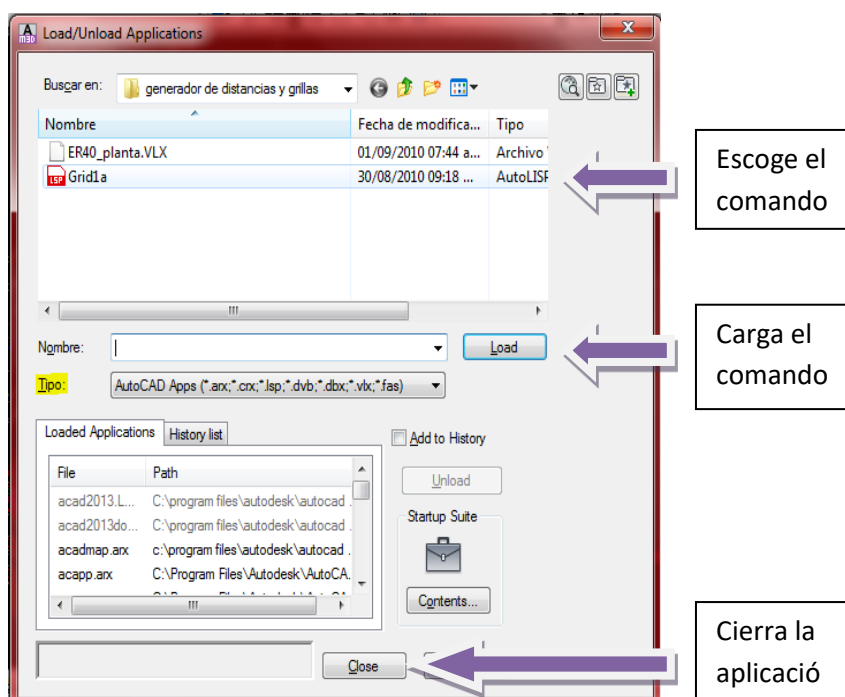 Load/Unload Applications
Buscar en: generador de distancias y grillas
Nombre Fecha de modifica... Tipo
ER40_planta.VLX 01/09/2010 07:44 a... Archivo
Grid1a 30/08/2010 09:18 ... AutoLISP
Escoge el
comando
Nombre: Load
Tipo: AutoCAD Apps (*.arx;*.crx;*.lsp;*.dvb;*.dbx;*.vlx;*.fas)
Carga el
comando
Loaded Applications History list Add to History
File Path
Unload
acad2013.L... C:\program files\autodesk\autocad .
acad2013do... C:\program files\autodesk\autocad .
Startup Suite
acadmap.arx c:\program files\autodesk\autocad .
acapp.arx C:\Program Files\Autodesk\AutoCA.
Contents...
Close
Cierra la
aplicació